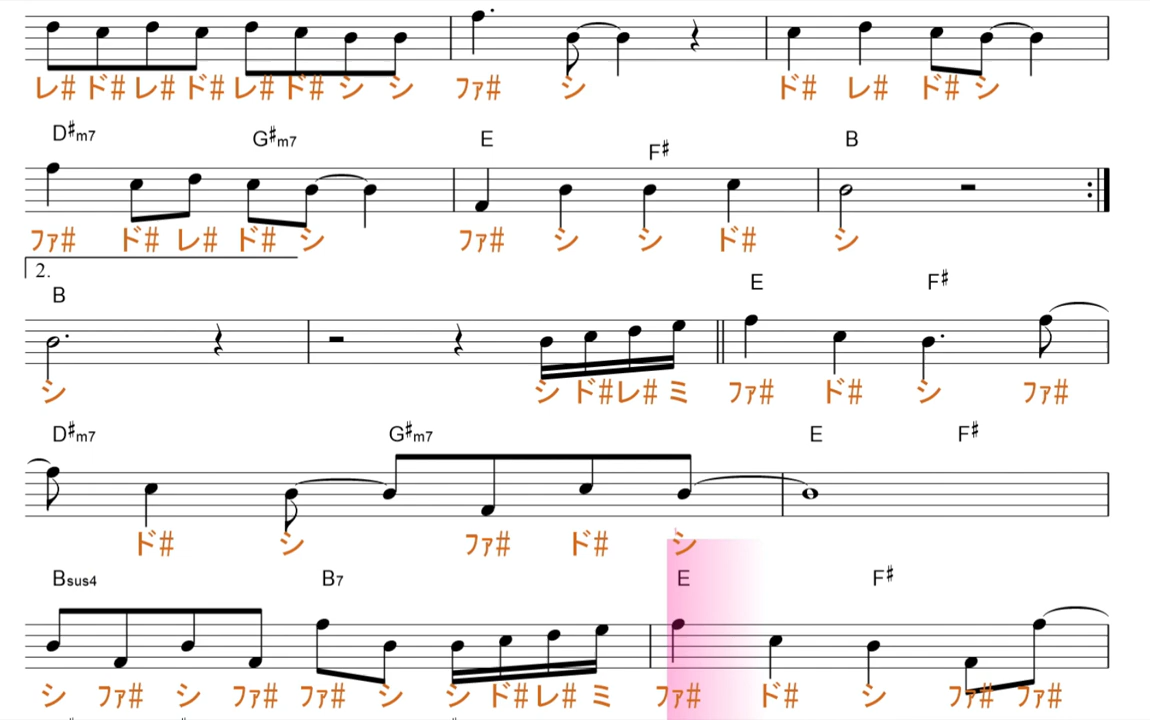 レ# ド# レ# ド# レ# ド# シ シ ファ# シ ド# レ# ド# シ
D#m7 G#m7 E F# B
ファ# ド# レ# ド# シ ファ# シ シ ド# シ
2.
B E F#
シ シ ド# レ# ミ ファ# ド# シ ファ#
D#m7 G#m7 E F#
ド# シ ファ# ド# シ
Bsus4 B7 E F#
シ ファ# シ ファ# ファ# シ シ ド# レ# ミ ファ# ド# シ ファ# ファ#